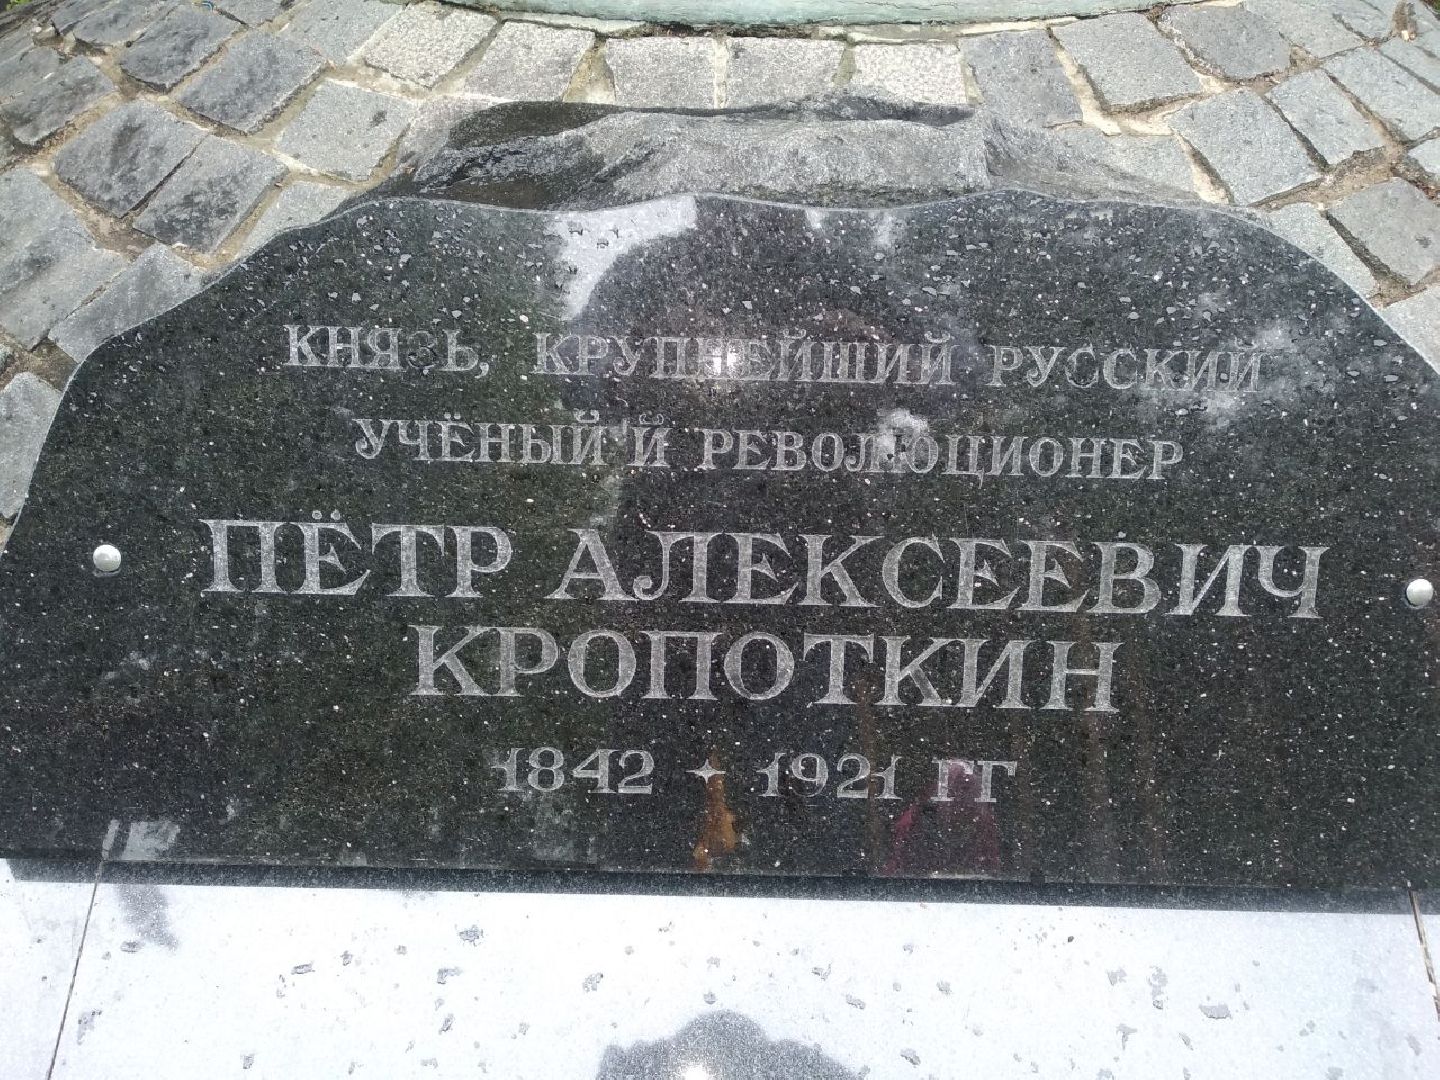 КНЯЗЬ, КРУПНЕЙШИЙ РУССКИЙ
УЧЁНЫЙ Й РЕВОЛЮЦИОНЕР
ПЁТР АЛЕКСЕЕВИЧ
КРОПОТКИН
1842 ✦ 1921 ГГ